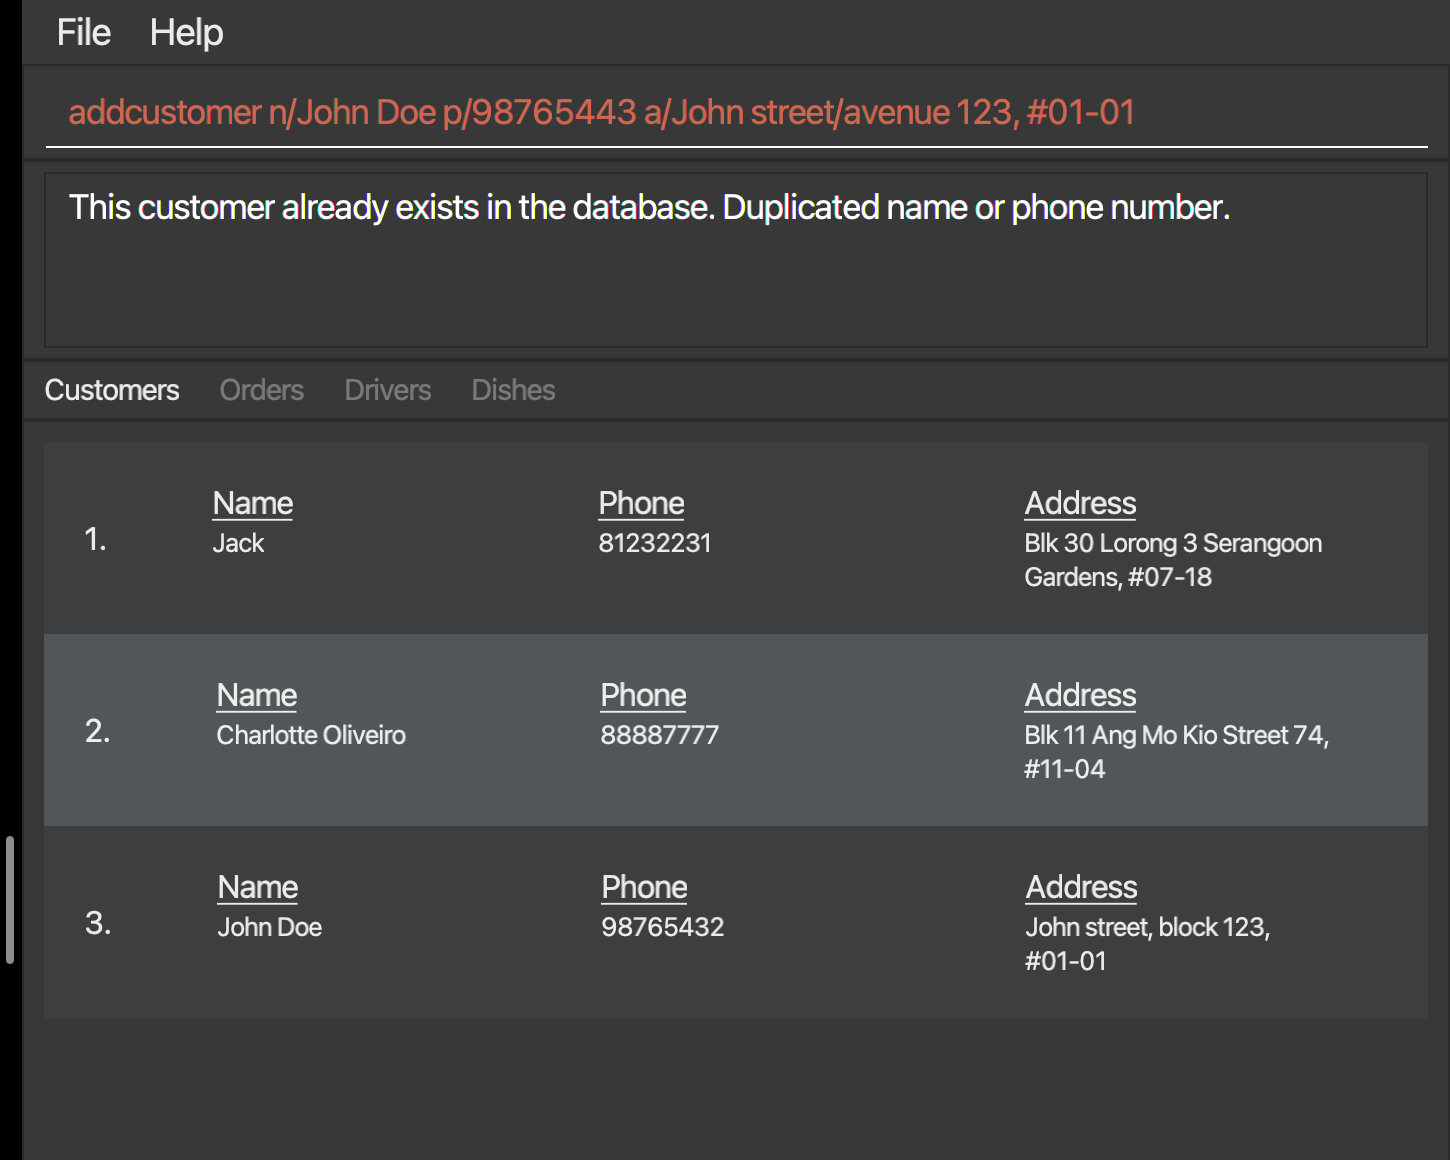 File Help
addcustomer n/John Doe p/98765443 a/John street/avenue 123, #01-01
This customer already exists in the database. Duplicated name or phone number.
Customers Orders Drivers Dishes
Name Phone Address
1. Jack 81232231 Blk 30 Lorong 3 Serangoon
Gardens, #07-18
Name Phone Address
2. Charlotte Oliveiro 88887777 Blk 11 Ang Mo Kio Street 74,
#11-04
Name Phone Address
3. John Doe 98765432 John street, block 123,
#01-01